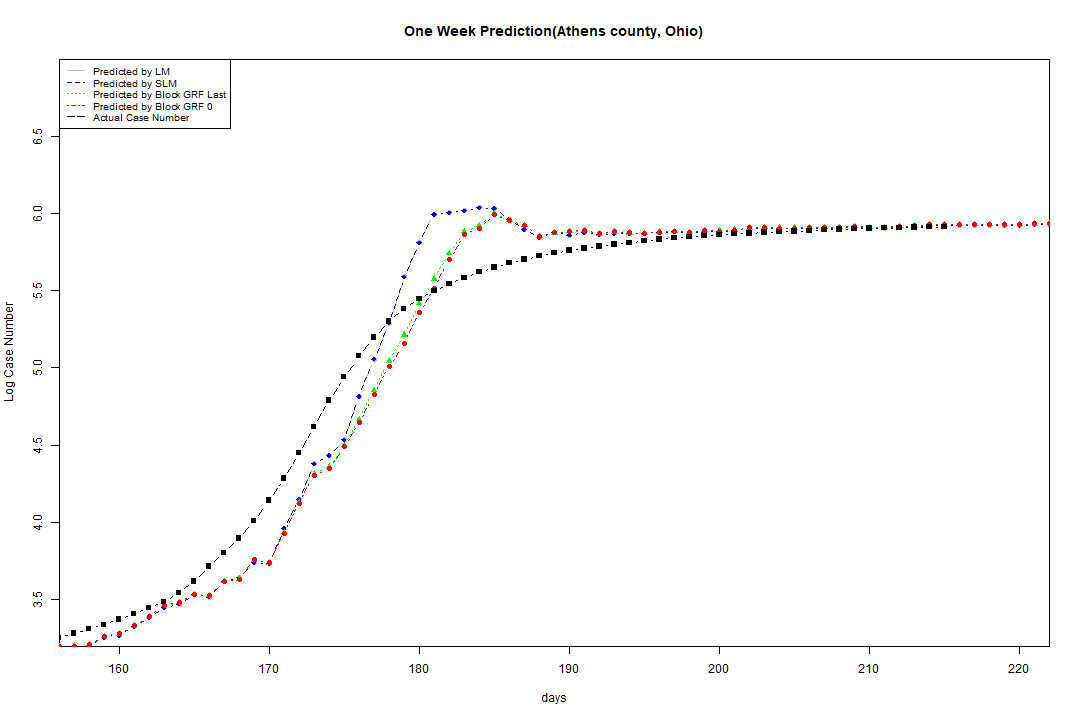 One Week Prediction(Athens county, Ohio)
Predicted by LM
Predicted by SLM
Predicted by Block GRF Last
Predicted by Block GRF 0
Actual Case Number
6.5
6.0
5.5
5.0
4.5
4.0
3.5
Log Case Number
160 170 180 190 200 210 220
days